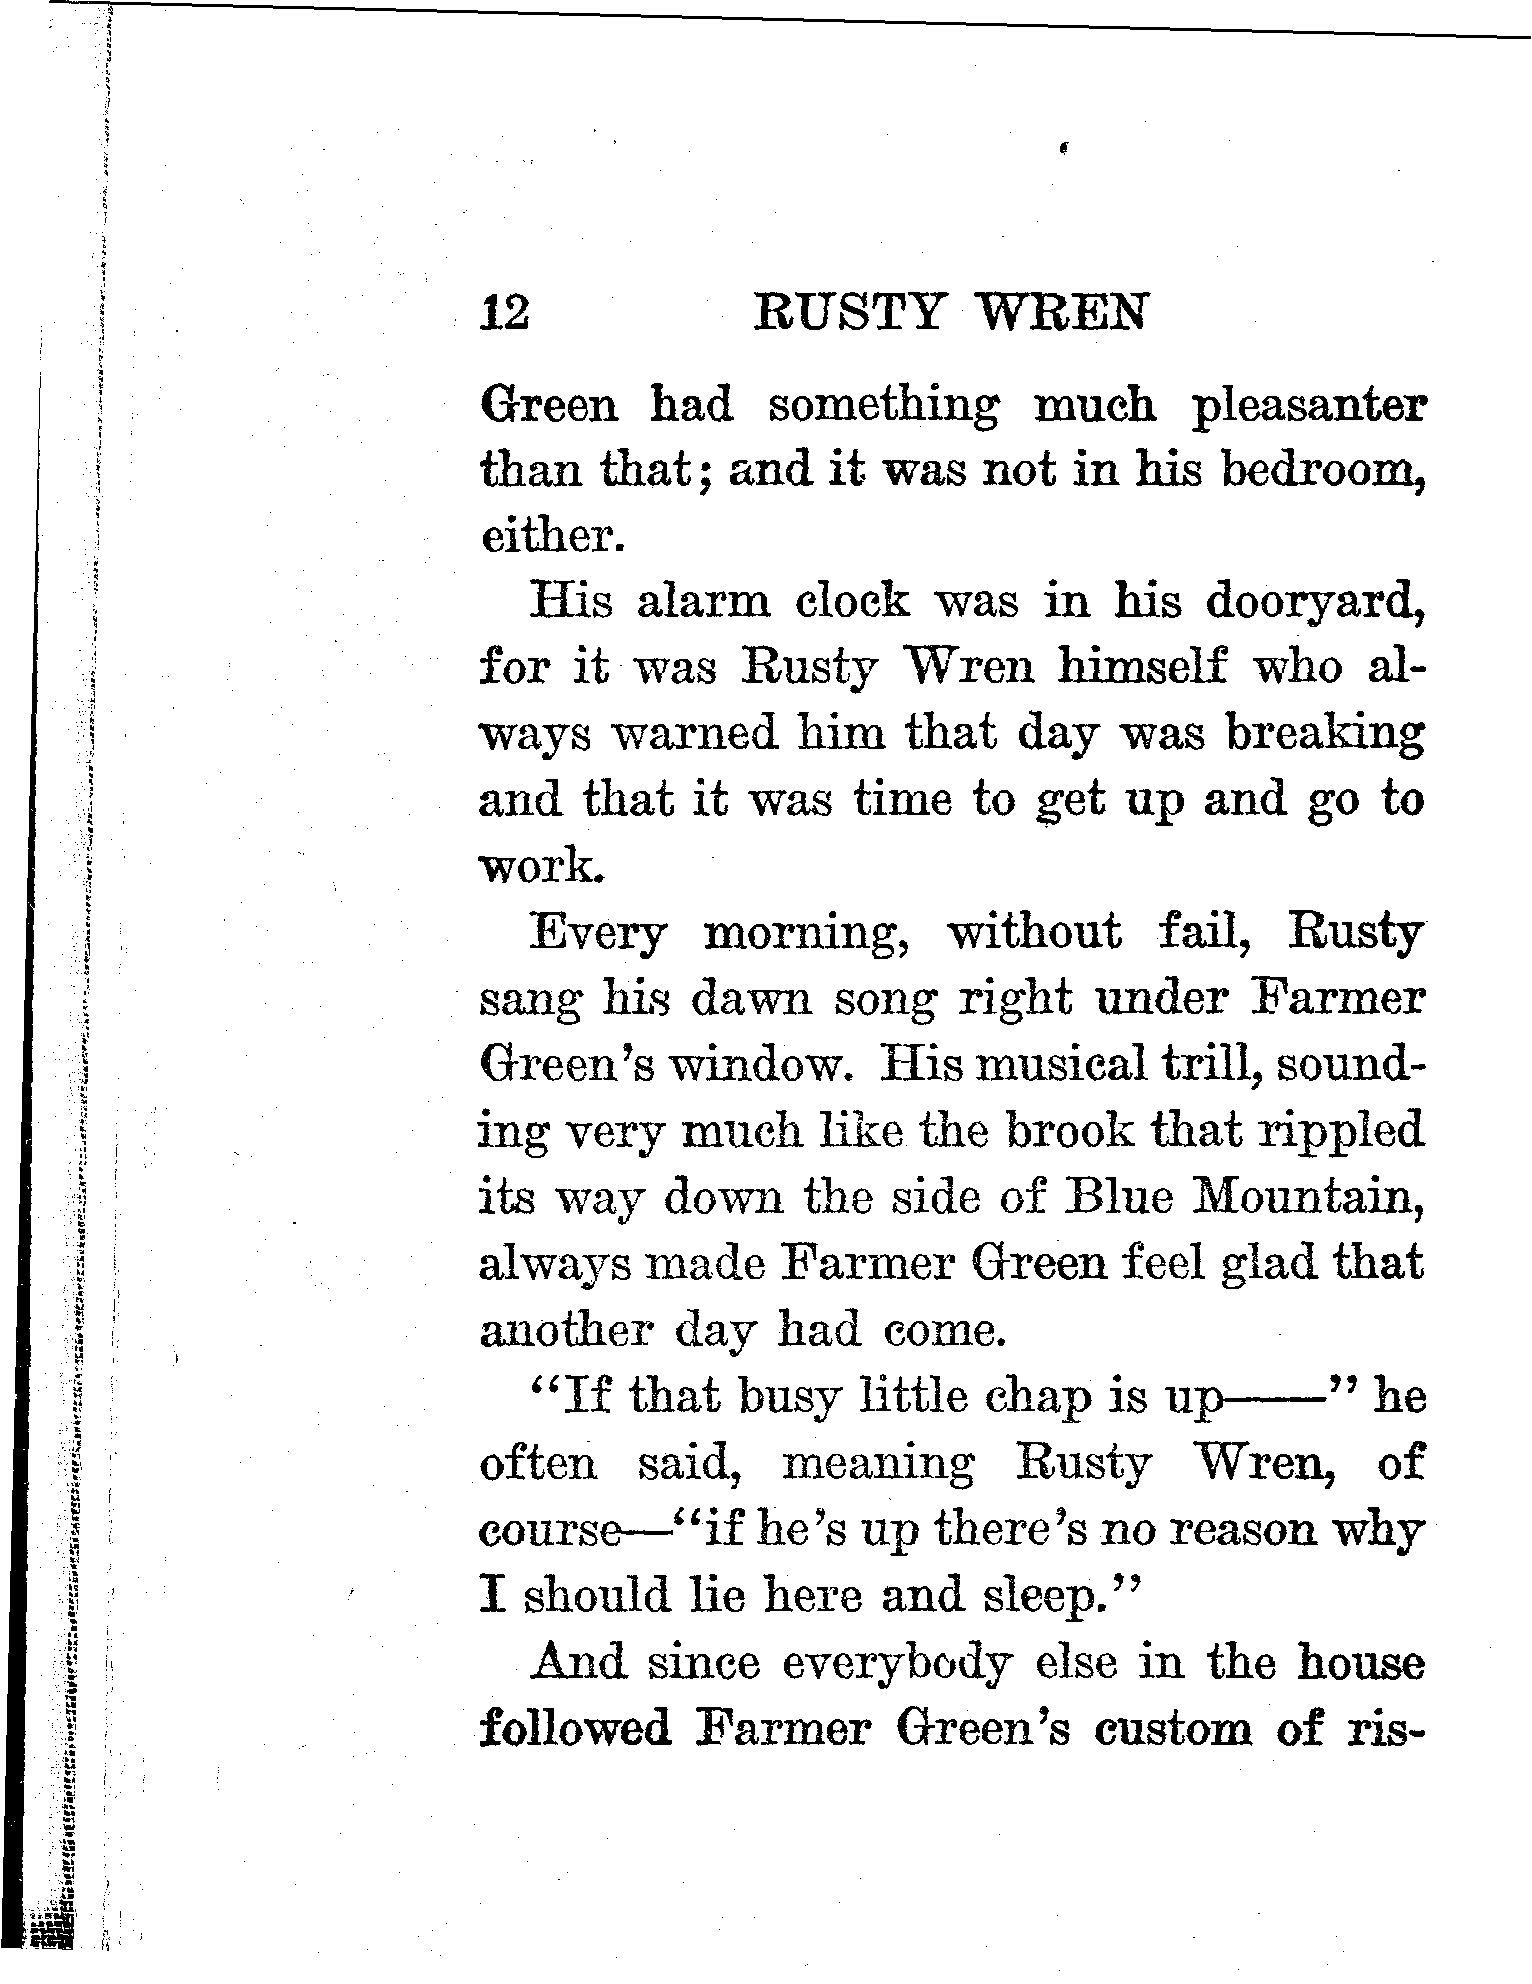 12 RUSTY WREN
Green had something much pleasanter
than that; and it was not in his bedroom,
either.
His alarm clock was in his dooryard,
for it was Rusty Wren himself who al-
ways warned him that day was breaking
and that it was time to get up and go to
work.
Every morning, without fail, Rusty
sang his dawn song right under Farmer
Green's window. His musical trill, sound-
ing very much like the brook that rippled
its way down the side of Blue Mountain,
always made Farmer Green feel glad that
another day had come.
"If that busy little chap is up——" he
often said, meaning Rusty Wren, of
course—"if he's up there's no reason why
I should lie here and sleep."
And since everybody else in the house
followed Farmer Green's custom of ris-